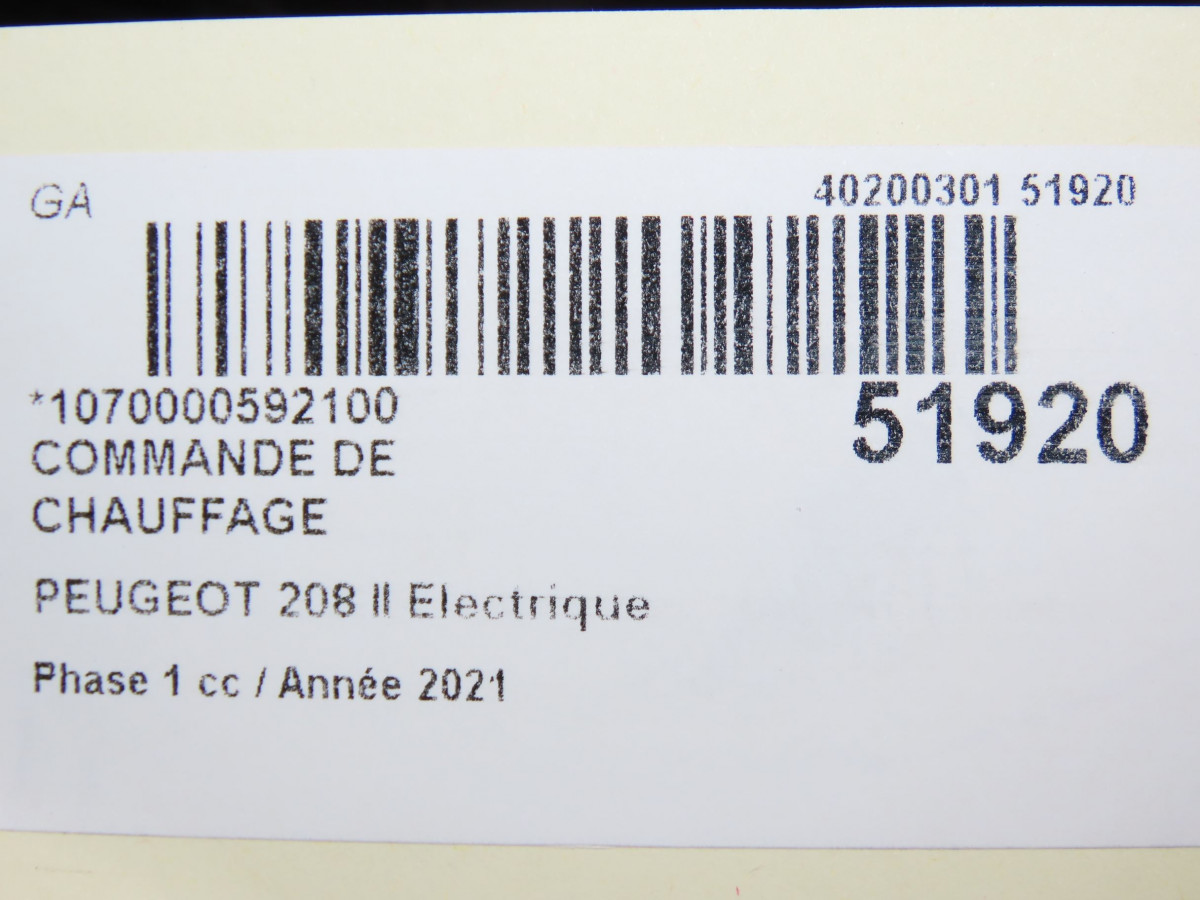 GA
40200301 51920
*1070000592100
51920
COMMANDE DE
CHAUFFAGE
PEUGEOT 208 II Electrique
Phase 1 cc / Année 2021